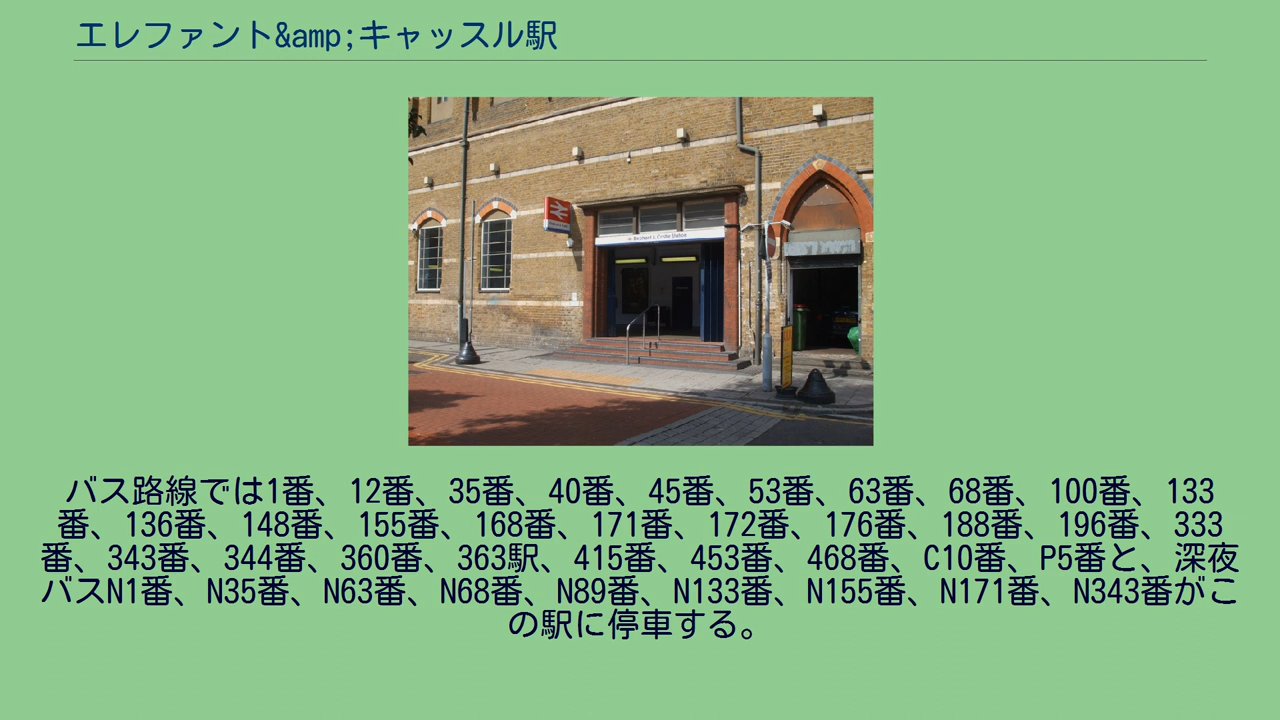 エレファント&amp;キャッスル駅
Elephant & Castle Station
バス路線では1番、12番、35番、40番、45番、53番、63番、68番、100番、133
番、136番、148番、155番、168番、171番、172番、176番、188番、196番、333
番、343番、344番、360番、363駅、415番、453番、468番、C10番、P5番と、深夜
バスN1番、N35番、N63番、N68番、N89番、N133番、N155番、N171番、N343番がこ
の駅に停車する。